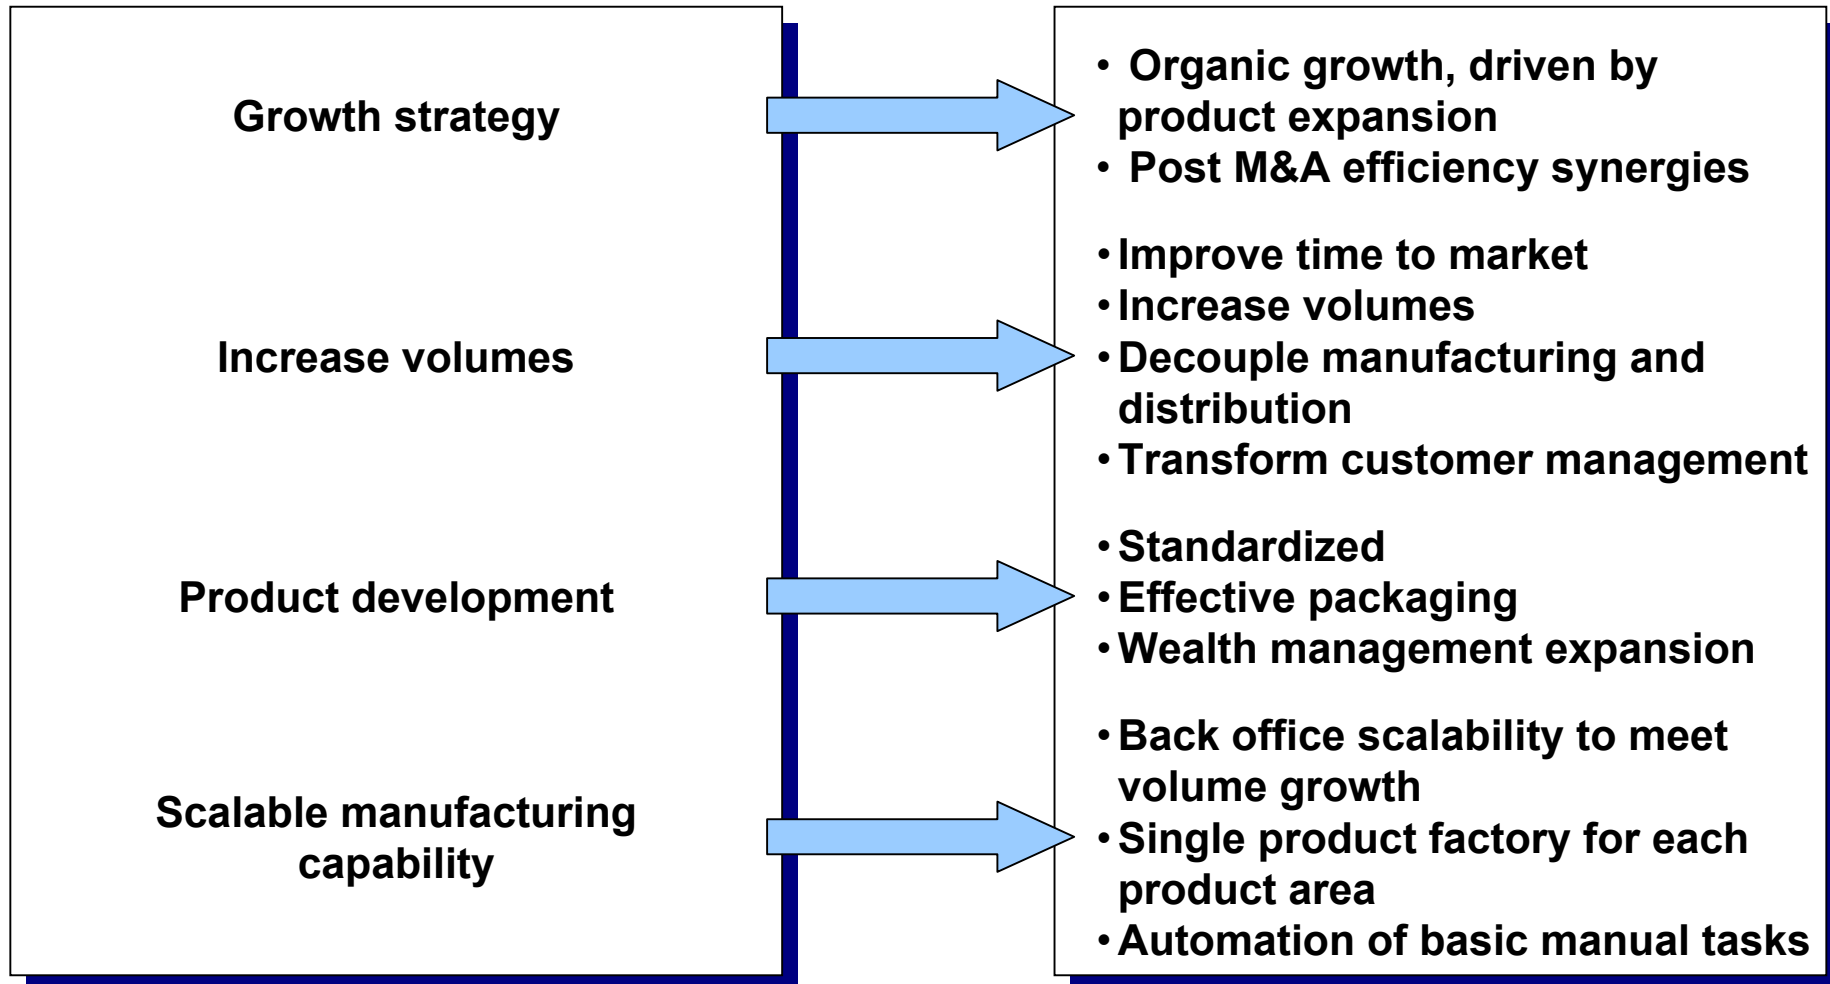 Growth strategy
• Organic growth, driven by
product expansion
• Post M&A efficiency synergies
Increase volumes
• Improve time to market
• Increase volumes
• Decouple manufacturing and
distribution
• Transform customer management
Product development
• Standardized
• Effective packaging
• Wealth management expansion
Scalable manufacturing
capability
• Back office scalability to meet
volume growth
• Single product factory for each
product area
• Automation of basic manual tasks